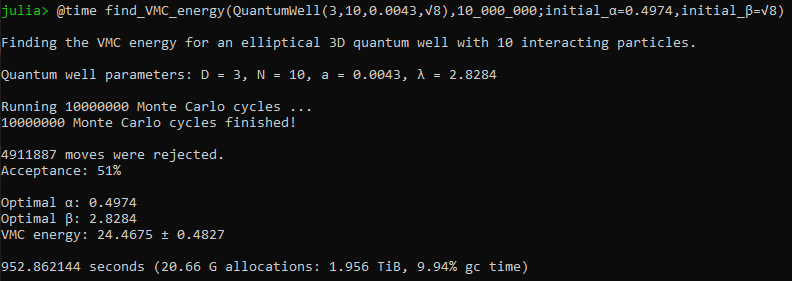 julia> @time find_VMC_energy(QuantumWell(3,10,0.0043,√8),10_000_000;initial_α=0.4974,initial_β=√8)
Finding the VMC energy for an elliptical 3D quantum well with 10 interacting particles.
Quantum well parameters: D = 3, N = 10, a = 0.0043, λ = 2.8284
Running 10000000 Monte Carlo cycles ...
10000000 Monte Carlo cycles finished!
4911887 moves were rejected.
Acceptance: 51%
Optimal α: 0.4974
Optimal β: 2.8284
VMC energy: 24.4675 ± 0.4827
952.862144 seconds (20.66 G allocations: 1.956 TiB, 9.94% gc time)